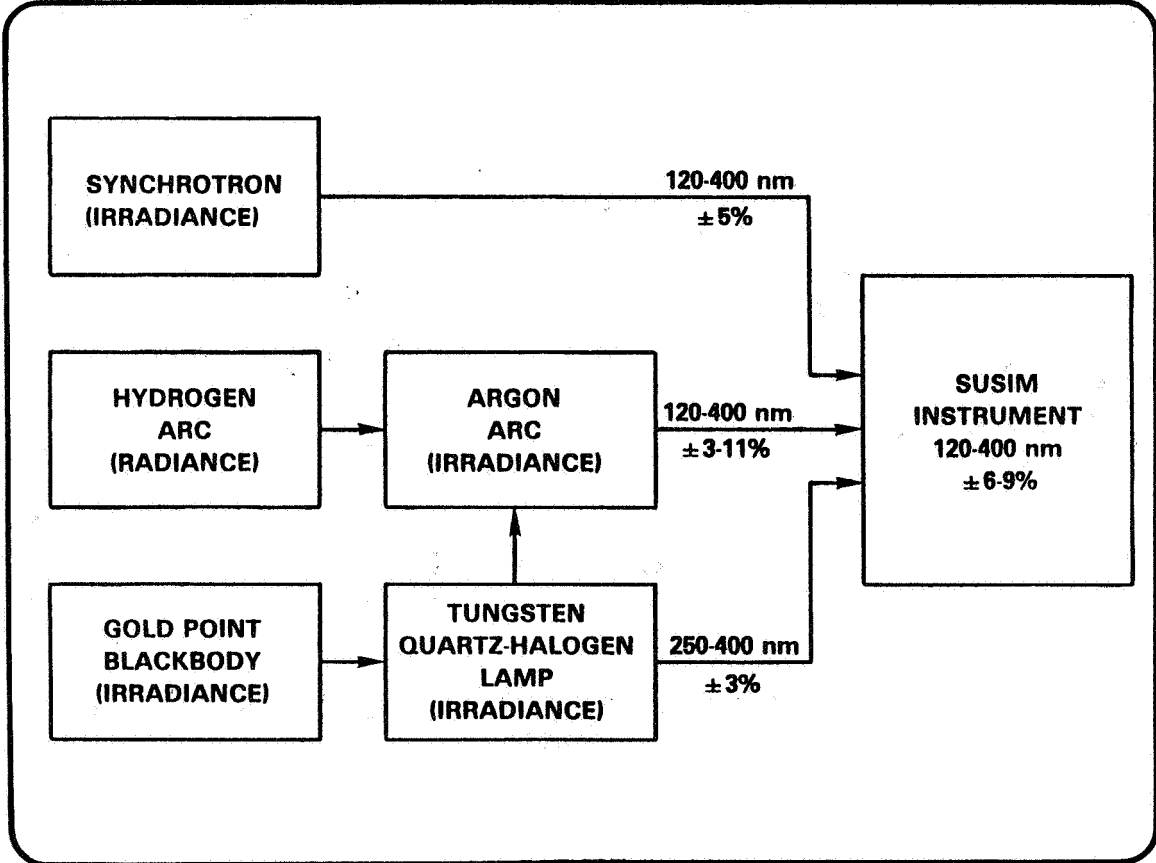 SYNCHROTRON
(IRRADIANCE)
120-400 nm
±5%
HYDROGEN
ARC
(RADIANCE)
ARGON
ARC
(IRRADIANCE)
120-400 nm
±3-11%
SUSIM
INSTRUMENT
120-400 nm
±6-9%
GOLD POINT
BLACKBODY
(IRRADIANCE)
TUNGSTEN
QUARTZ-HALOGEN
LAMP
(IRRADIANCE)
250-400 nm
±3%